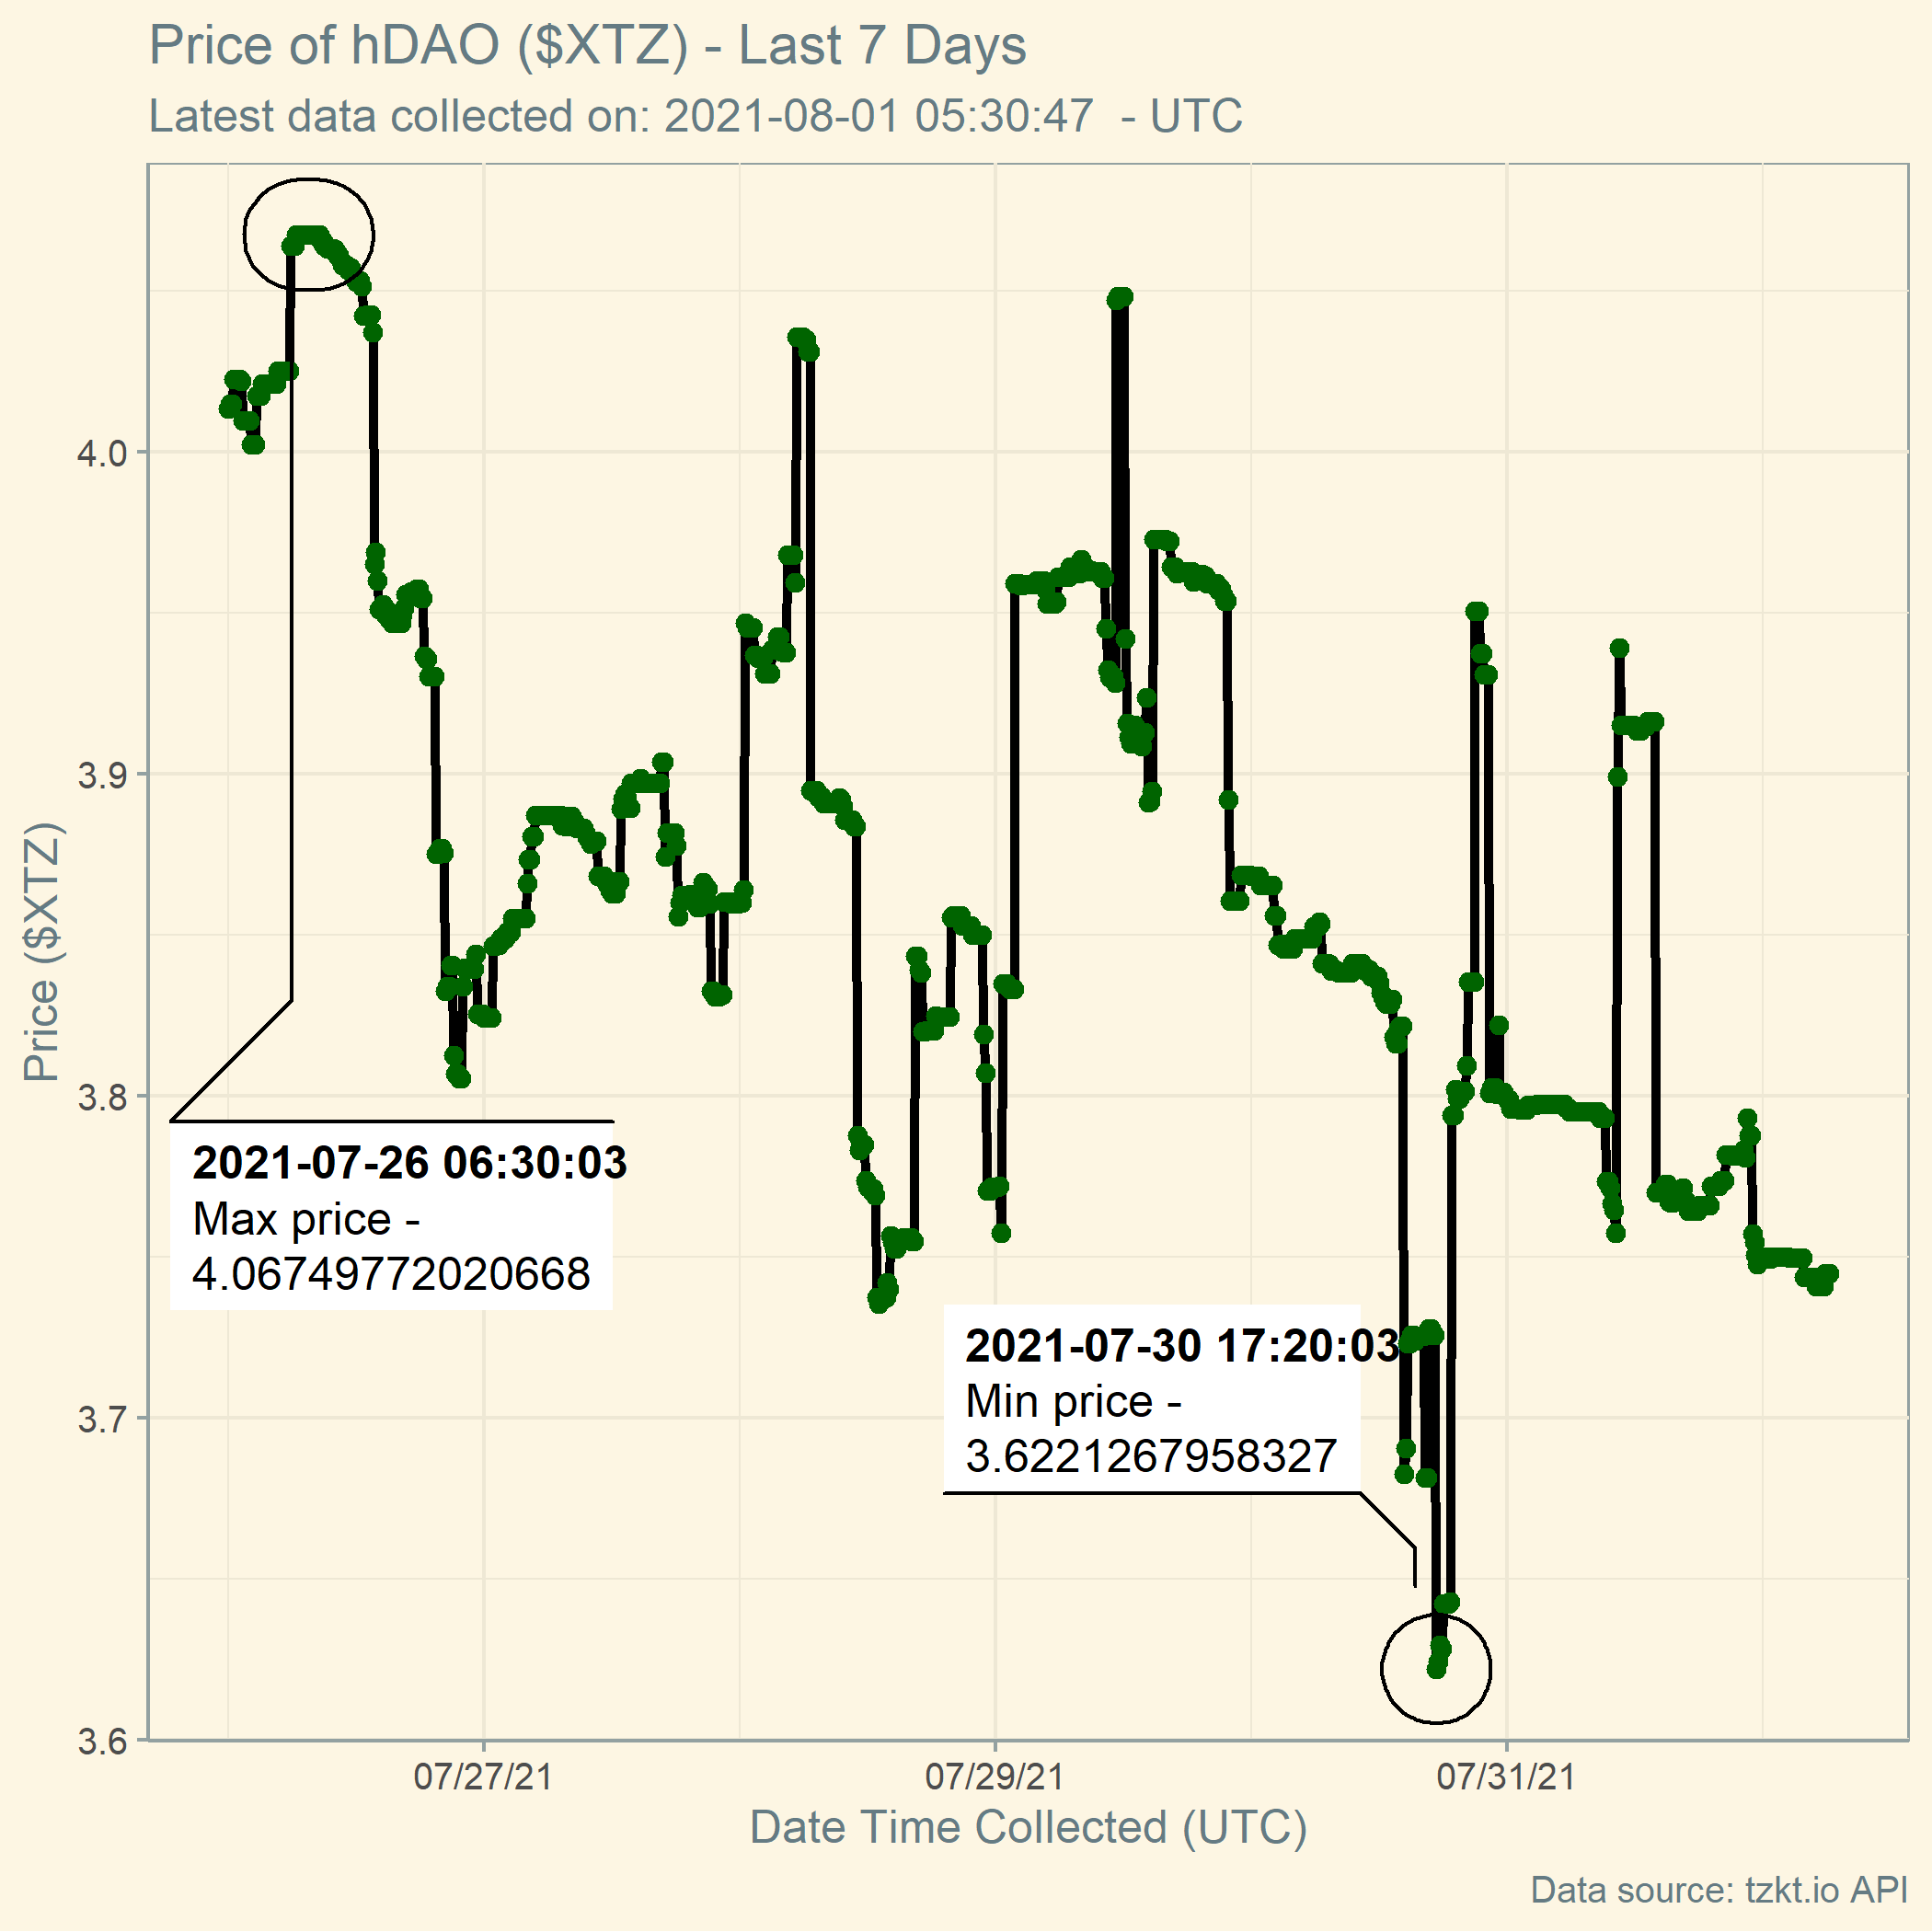 Price of hDAO ($XTZ) - Last 7 Days
Latest data collected on: 2021-08-01 05:30:47  - UTC
Price ($XTZ)
4.0
3.9
3.8
3.7
3.6
2021-07-26 06:30:03
Max price -
4.06749772020668
2021-07-30 17:20:03
Min price -
3.6221267958327
07/27/21
07/29/21
07/31/21
Date Time Collected (UTC)
Data source: tzkt.io API